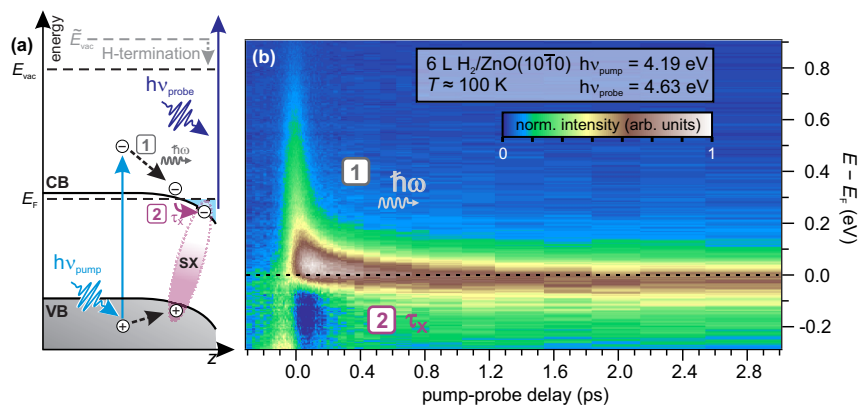 (a)
energy
Ẽvac
H-termination
Evac
hνprobe
1
ħω
CB
EF
2 τx
SX
hνpump
VB
z
(b)
6 L H2/ZnO(101̅0) hνpump = 4.19 eV
T ≈ 100 K hνprobe = 4.63 eV
norm. intensity (arb. units)
0 1
1
ħω
2 τx
0.8
0.6
0.4
0.2
0.0
-0.2
E − EF (eV)
0.0 0.4 0.8 1.2 1.6 2.0 2.4 2.8
pump-probe delay (ps)